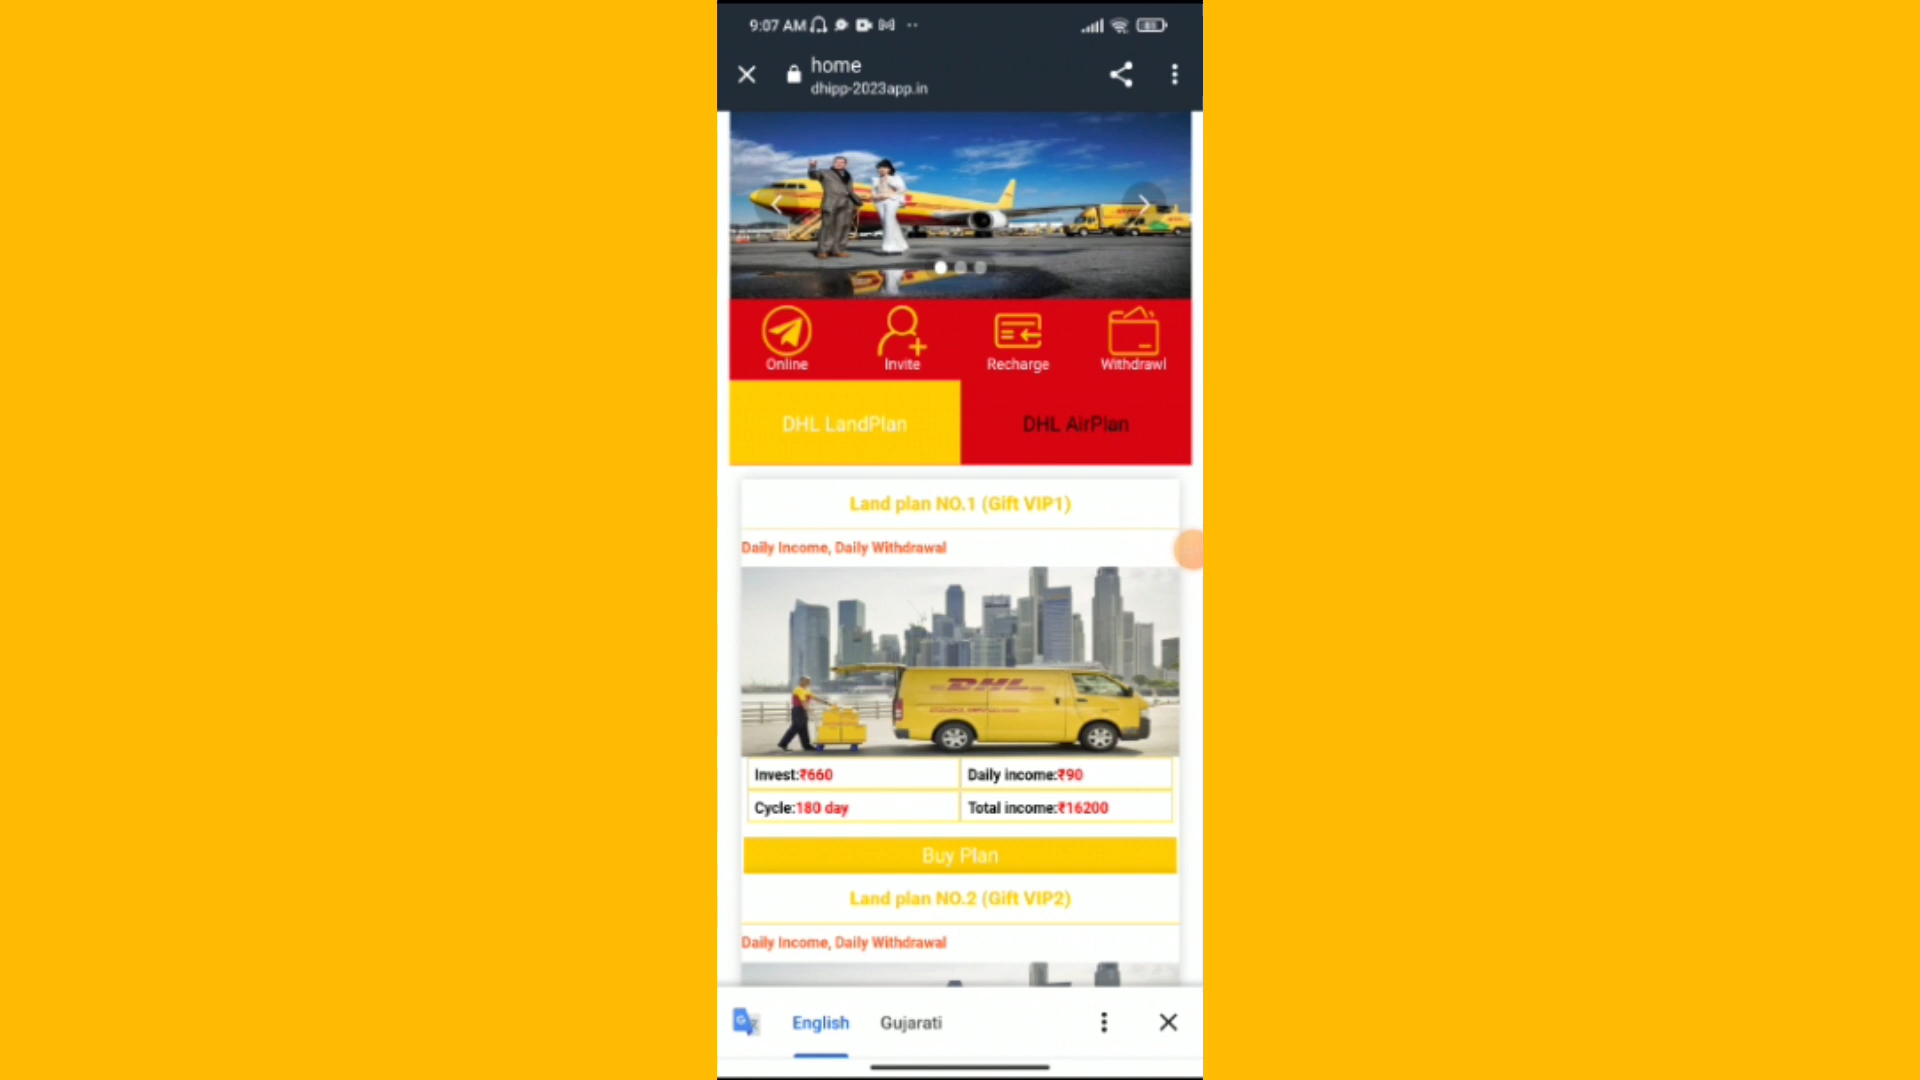 9:07 AM
home
dhipp-2023app.in
Online
Invite
Recharge
Withdrawl
DHL LandPlan
DHL AirPlan
Land plan NO.1 (Gift VIP1)
Daily Income, Daily Withdrawal
DHL
Invest:₹660
Daily income:₹90
Cycle:180 day
Total income:₹16200
Buy Plan
Land plan NO.2 (Gift VIP2)
Daily Income, Daily Withdrawal
English
Gujarati